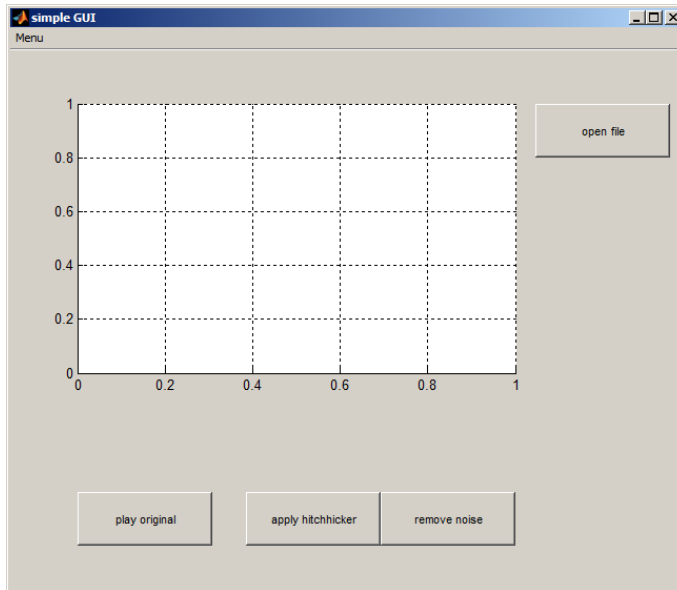 simple GUI
Menu
1
0.8
0.6
0.4
0.2
0
0 0.2 0.4 0.6 0.8 1
open file
play original
apply hitchhicker
remove noise